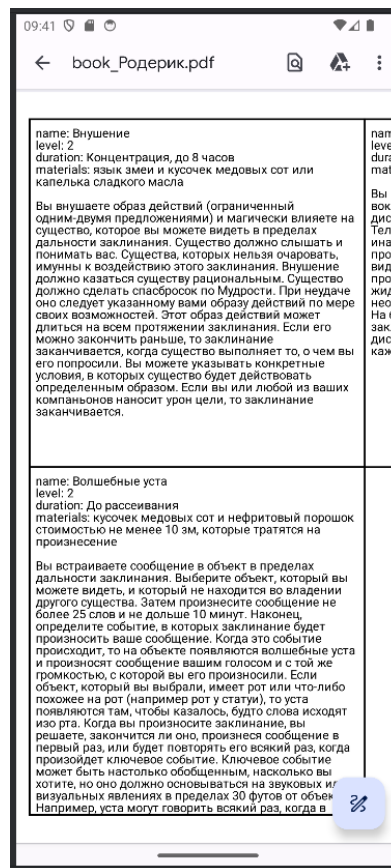 09:41
book_Родерик.pdf
name: Внушение
level: 2
duration: Концентрация, до 8 часов
materials: язык змеи и кусочек медовых сот или
капелька сладкого масла
Вы внушаете образ действий (ограниченный
одним-двумя предложениями) и магически влияете на
существо, которое вы можете видеть в пределах
дальности заклинания. Существо должно слышать и
понимать вас. Существа, которых нельзя очаровать,
имунны к воздействию этого заклинания. Внушение
должно казаться существу рациональным. Существо
должно сделать спасбросок по Мудрости. При неудаче
оно следует указанному вами образу действий по мере
своих возможностей. Этот образ действий может
длиться на всем протяжении заклинания. Если его
можно закончить раньше, то заклинание
заканчивается, когда существо выполняет то, о чем вы
его попросили. Вы можете указывать конкретные
условия, в которых существо будет действовать
определенным образом. Если вы или любой из ваших
компаньонов наносит урон цели, то заклинание
заканчивается.
name: Волшебные уста
level: 2
duration: До рассеивания
materials: кусочек медовых сот и нефритовый порошок
стоимостью не менее 10 зм, которые тратятся на
произнесение
Вы встраиваете сообщение в объект в пределах
дальности заклинания. Выберите объект, который вы
можете видеть, и который не находится во владении
другого существа. Затем произнесите сообщение не
более 25 слов и не дольше 10 минут. Наконец,
определите событие, в которых заклинание будет
произносить ваше сообщение. Когда это событие
происходит, то на объекте появляются волшебные уста
и произносят сообщение вашим голосом и с той же
громкостью, с которой вы его произносили. Если
объект, который вы выбрали, имеет рот или что-либо
похожее на рот (например рот у статуи), то уста
появляются там, чтобы казалось, будто слова исходят
изо рта. Когда вы произносите заклинание, вы
решаете, закончится ли оно, произнеся сообщение в
первый раз, или будет повторять его всякий раз, когда
произойдет ключевое событие. Ключевое событие
может быть настолько обобщенным, насколько вы
хотите, но оно должно основываться на звуковых
визуальных явлениях в пределах 30 футов от
Например, уста могут говорить всякий раз, когда в